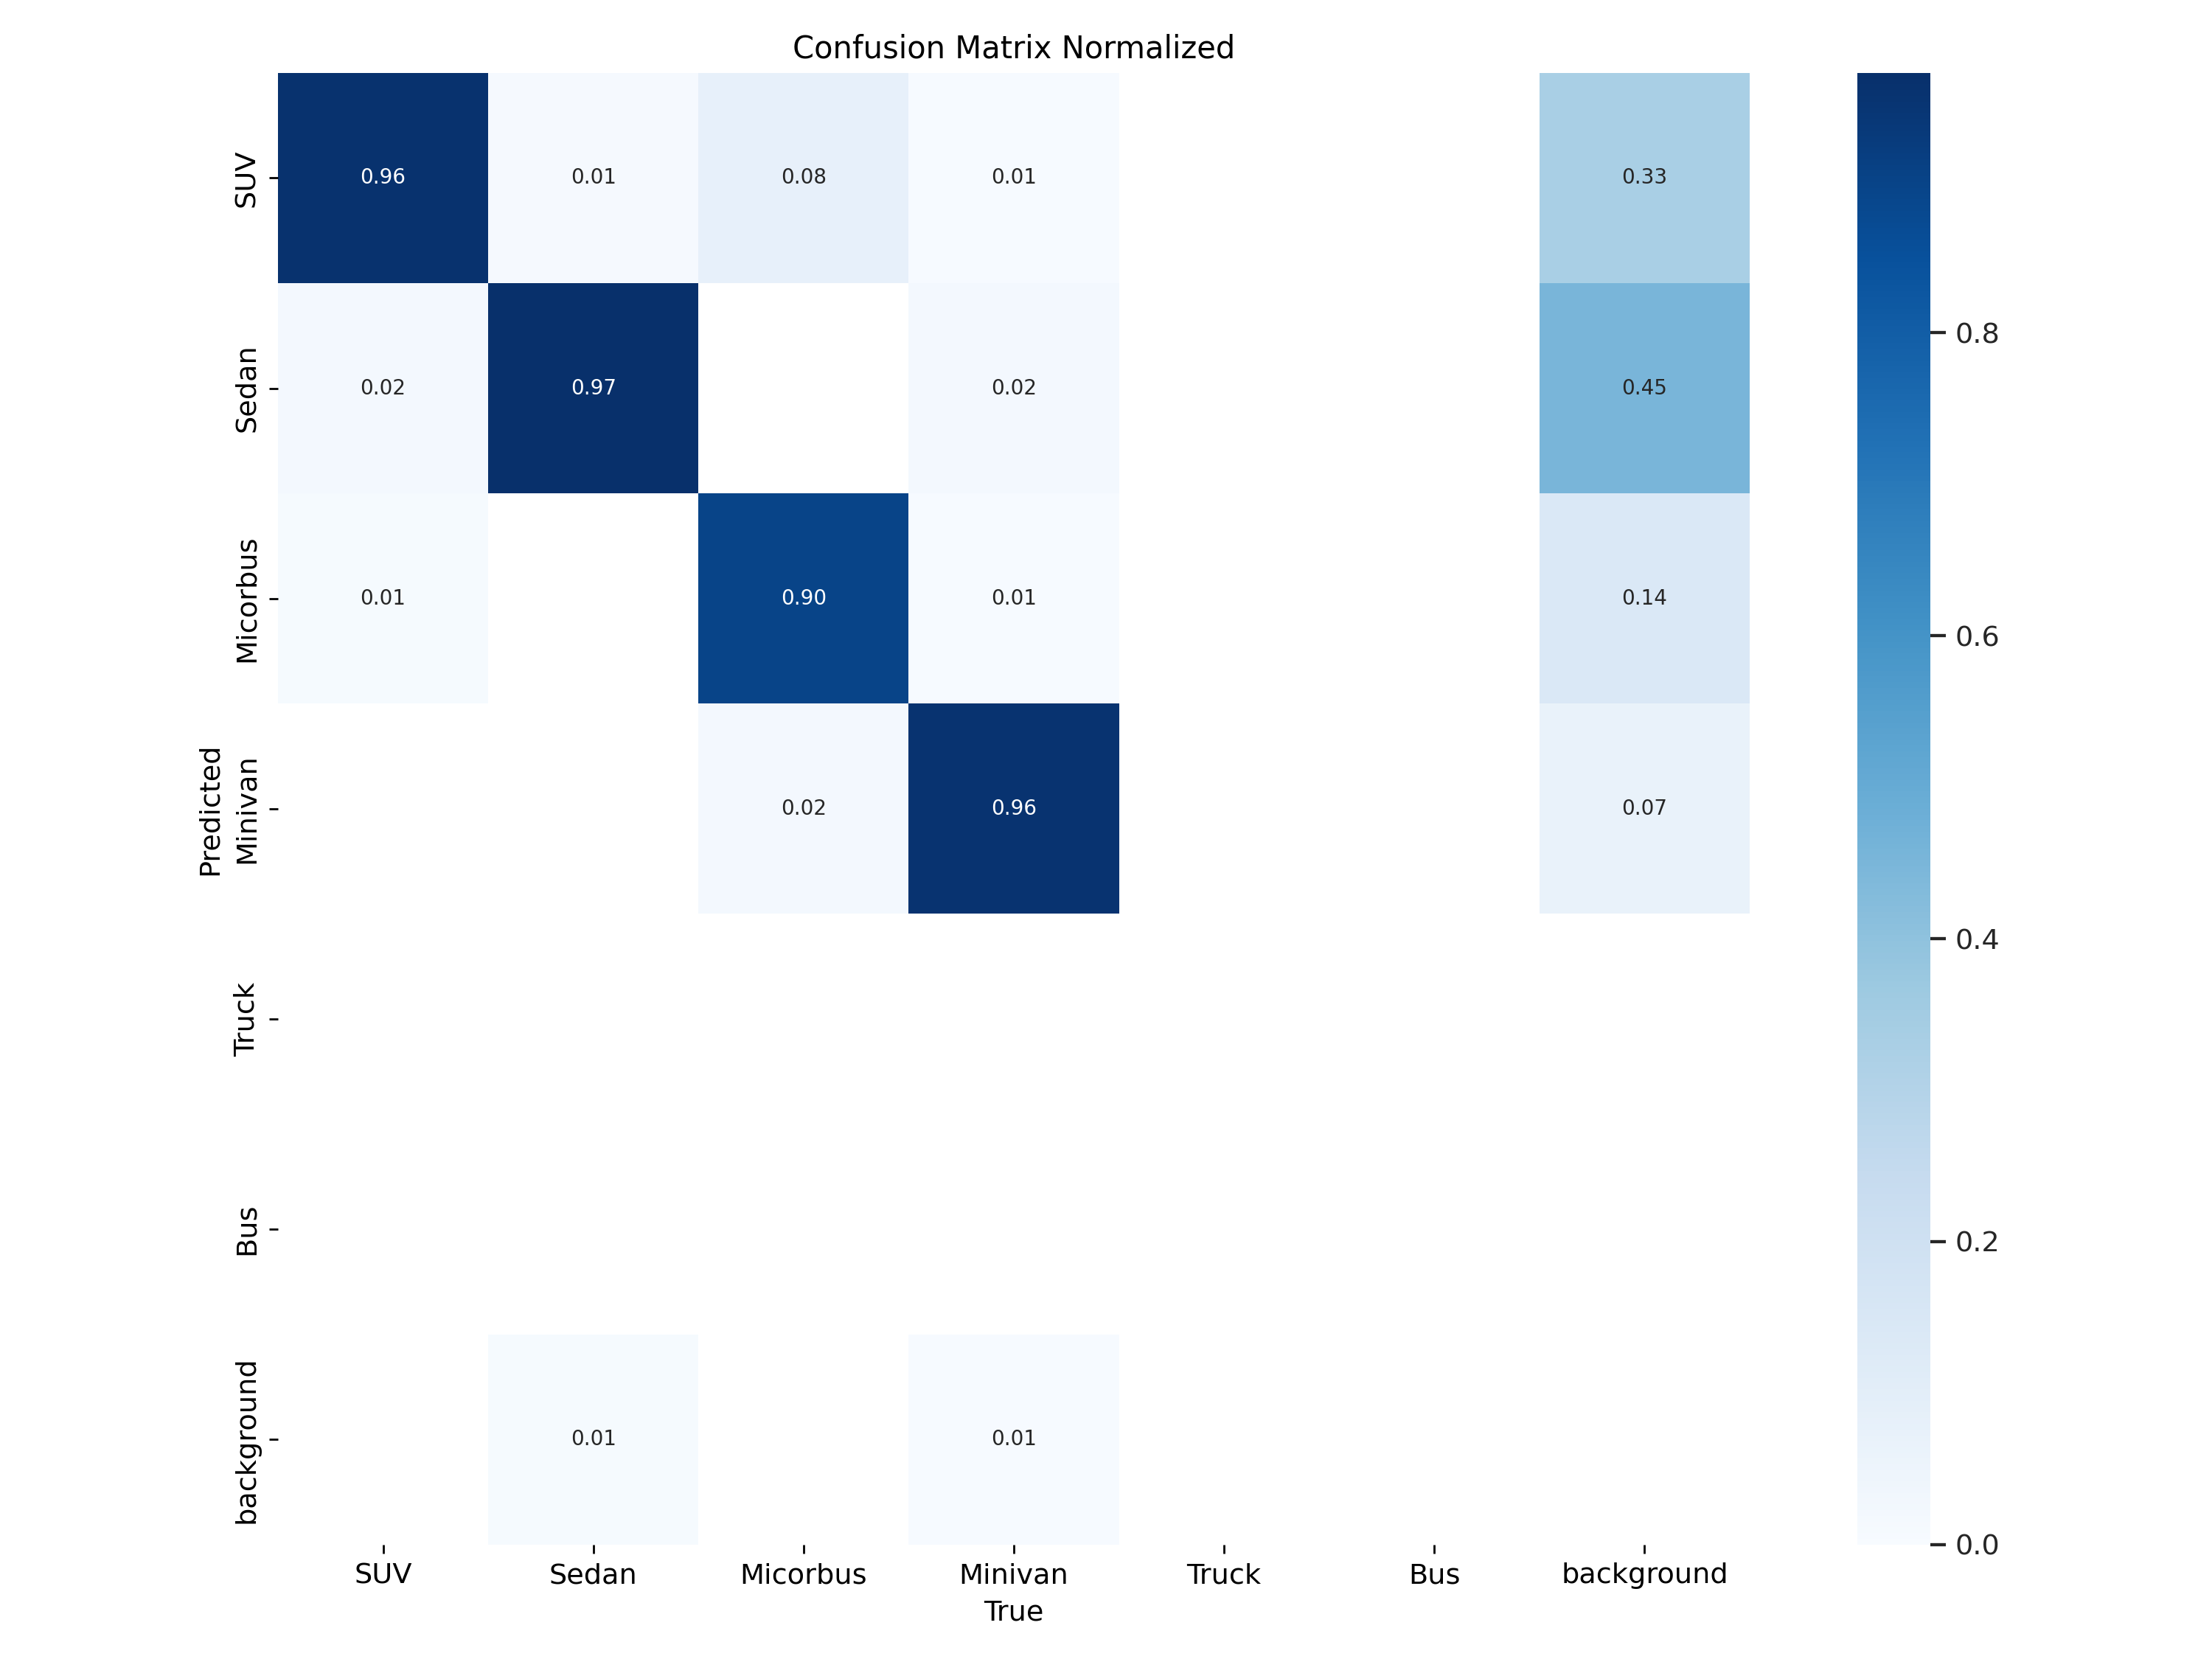 Confusion Matrix Normalized
SUV 0.96 0.01 0.08 0.01 0.33
Sedan 0.02 0.97 0.02 0.45
Micorbus 0.01 0.90 0.01 0.14
Minivan 0.02 0.96 0.07
Truck
Bus
background 0.01 0.01
Predicted
SUV Sedan Micorbus Minivan Truck Bus background
True
0.8
0.6
0.4
0.2
0.0